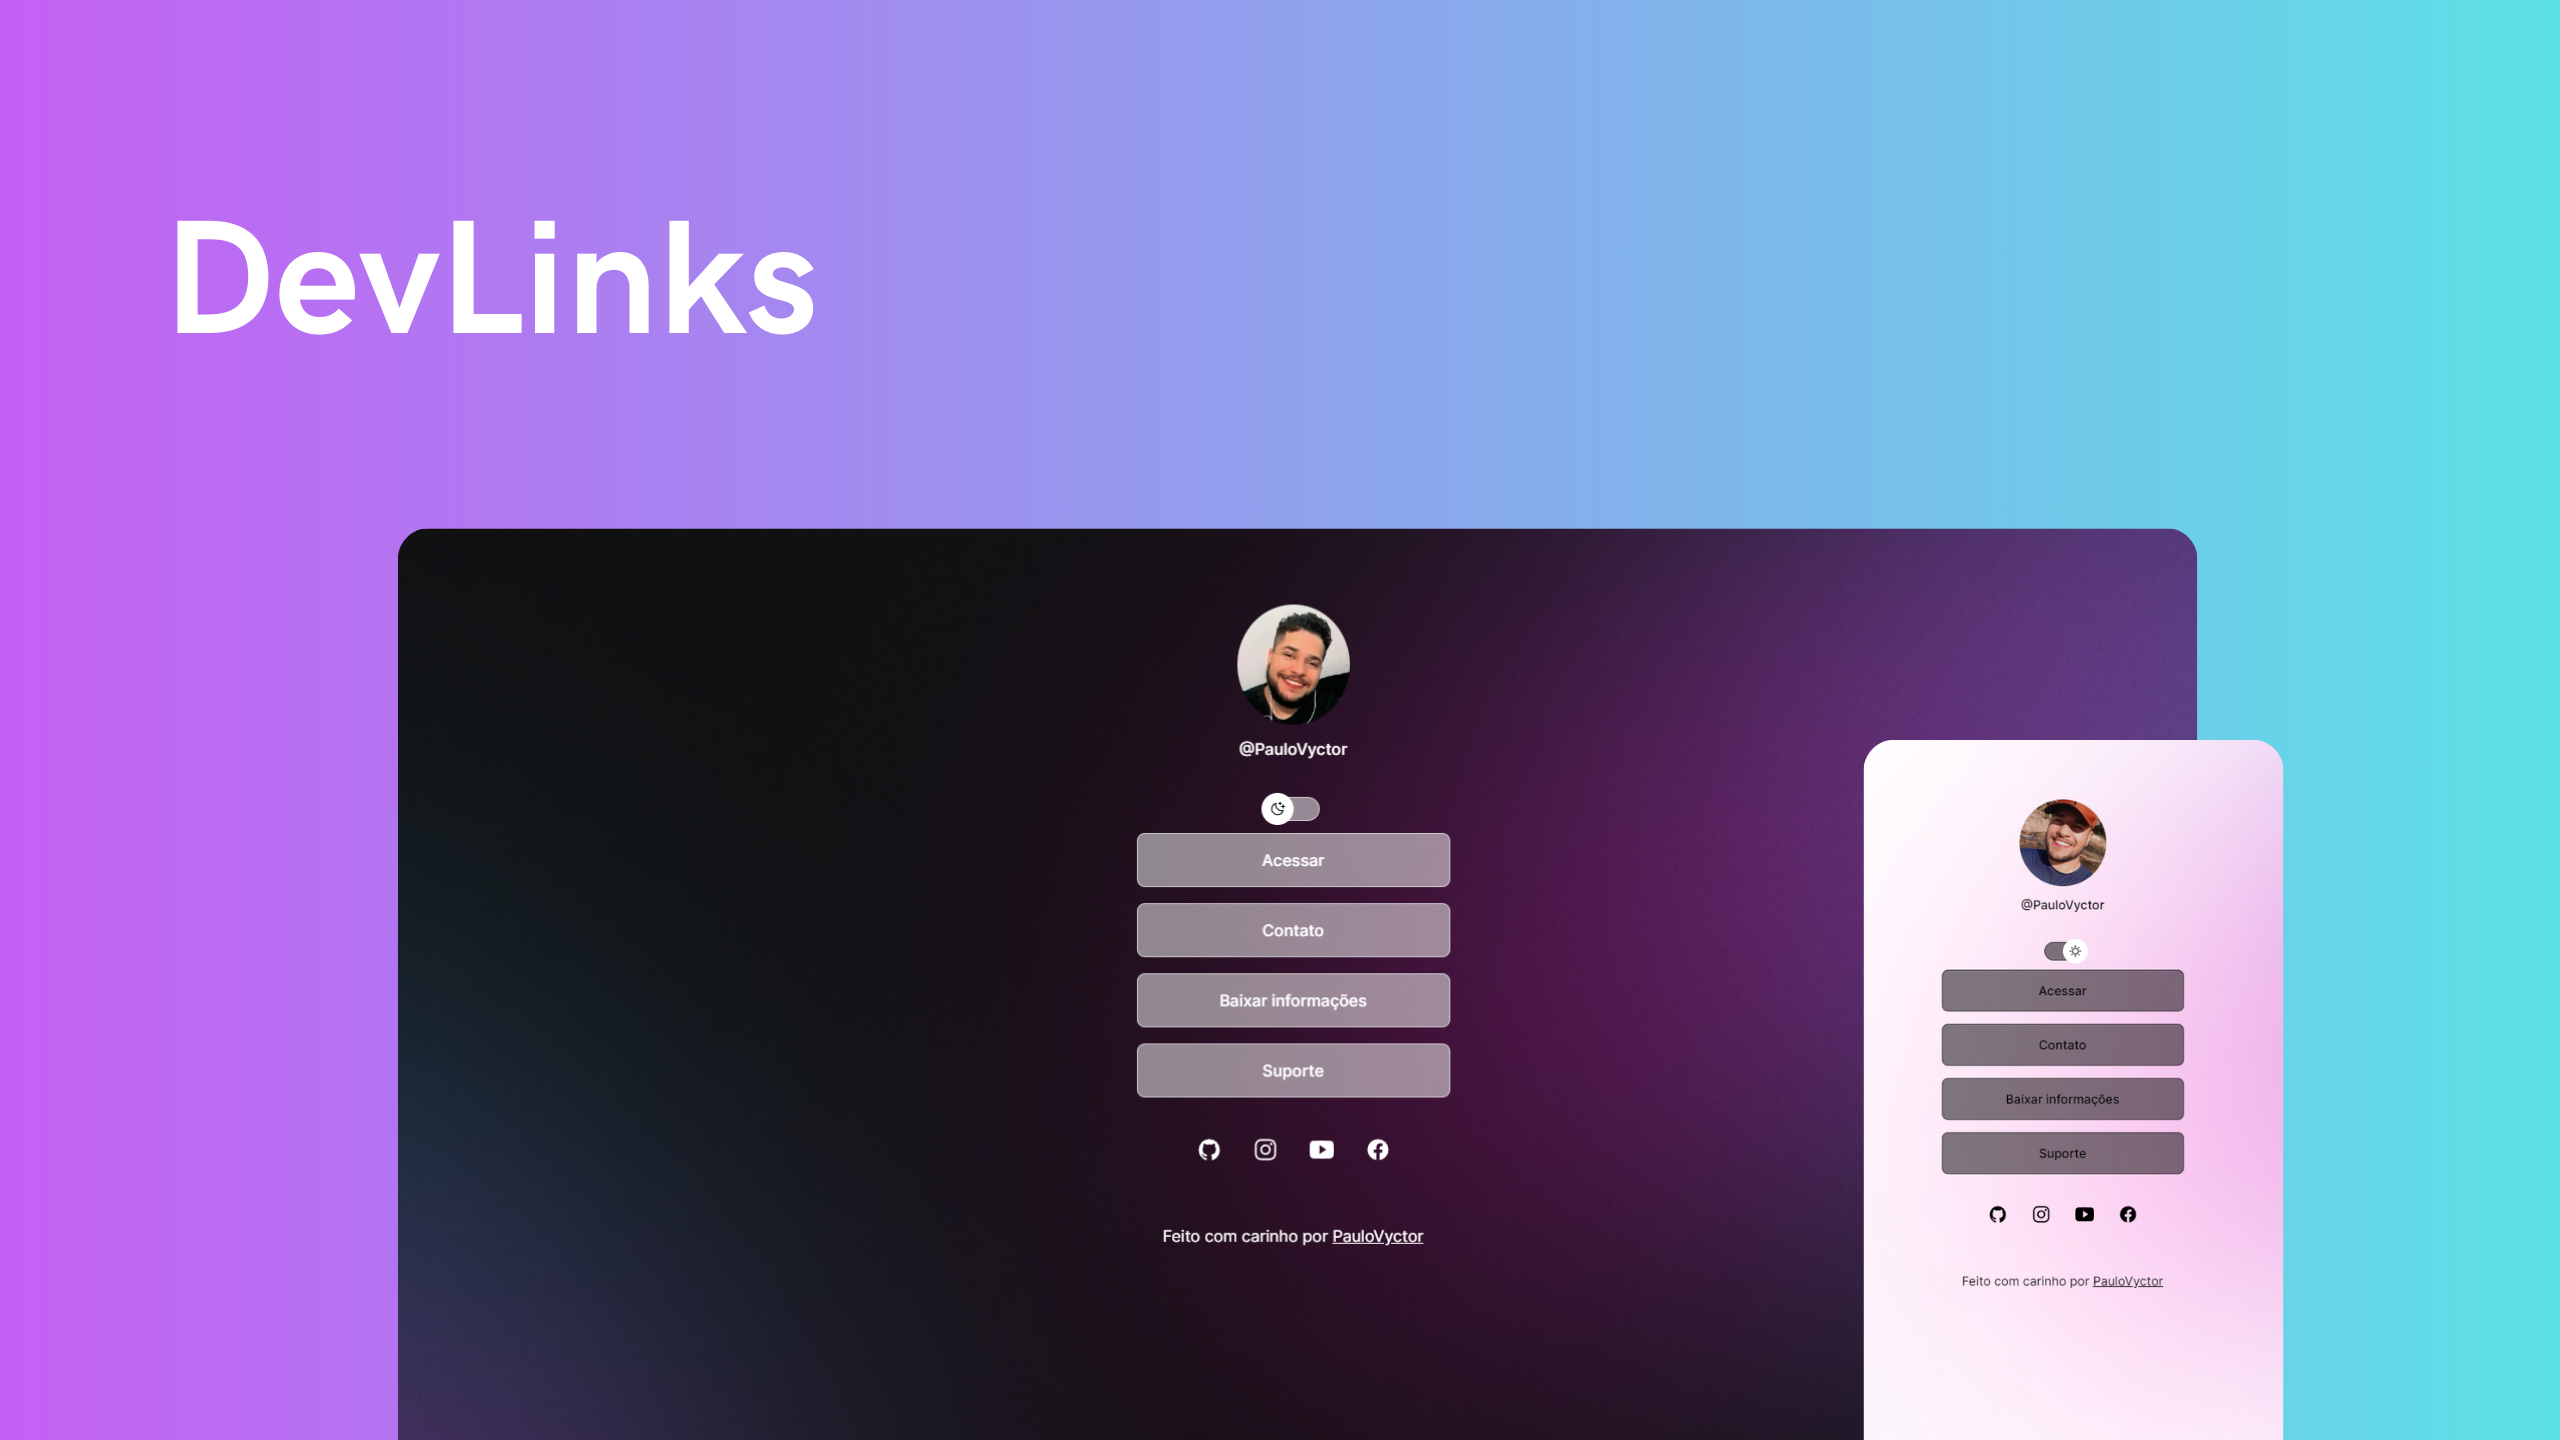 DevLinks
@PauloVyctor
Acessar
Contato
Baixar informações
Suporte
Feito com carinho por PauloVyctor
@PauloVyctor
Acessar
Contato
Baixar informações
Suporte
Feito com carinho por PauloVyctor